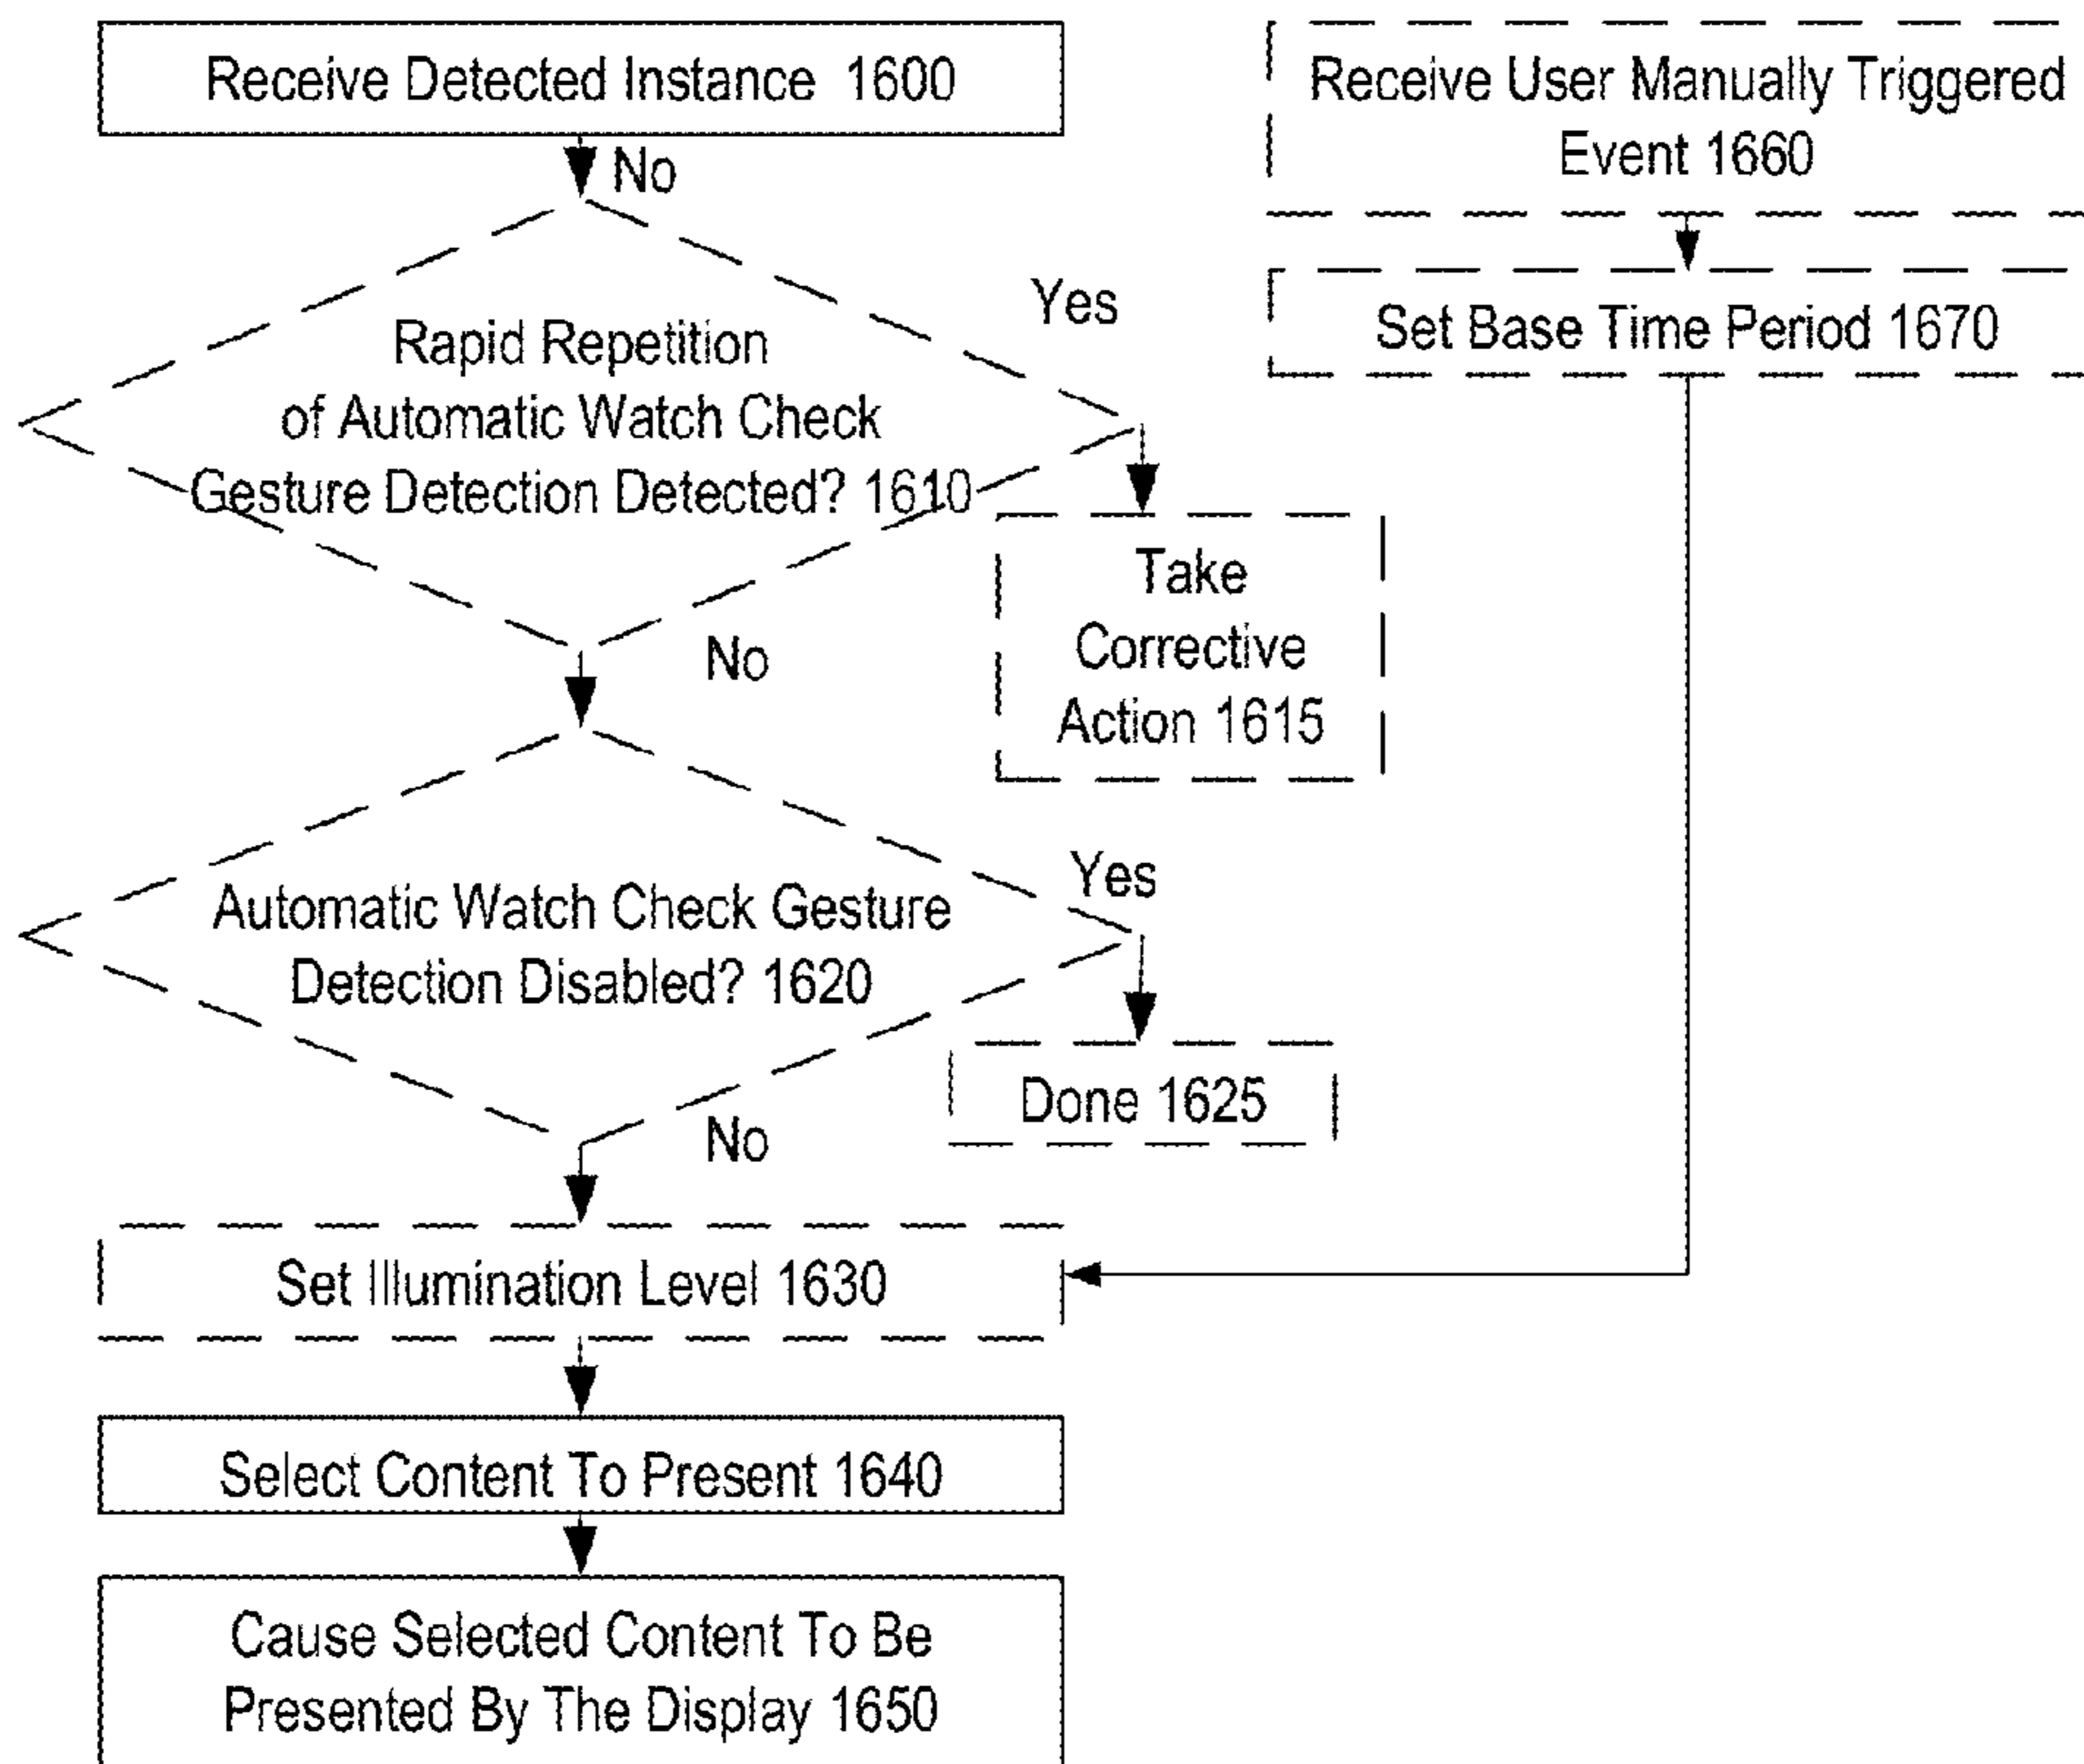 Receive Detected Instance 1600
No
Rapid Repetition
of Automatic Watch Check
Gesture Detection Detected? 1610
Yes
Take
Corrective
Action 1615
No
Automatic Watch Check Gesture
Detection Disabled? 1620
Yes
Done 1625
No
Set Illumination Level 1630
Select Content To Present 1640
Cause Selected Content To Be
Presented By The Display 1650
Receive User Manually Triggered
Event 1660
Set Base Time Period 1670